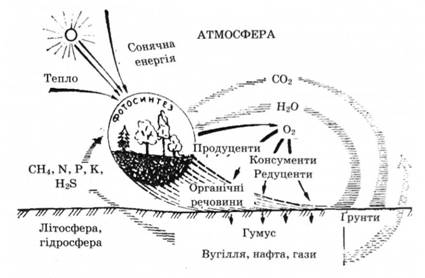 АТМОСФЕРА
Сонячна
енергія
Тепло
CO2
H2O
O2
ФОТОСИНТЕЗ
Продуценти
Консументи
Редуценти
CH4, N, P, K,
H2S
Органічні
речовини
Літосфера,
гідросфера
Гумус
Ґрунти
Вугілля, нафта, гази